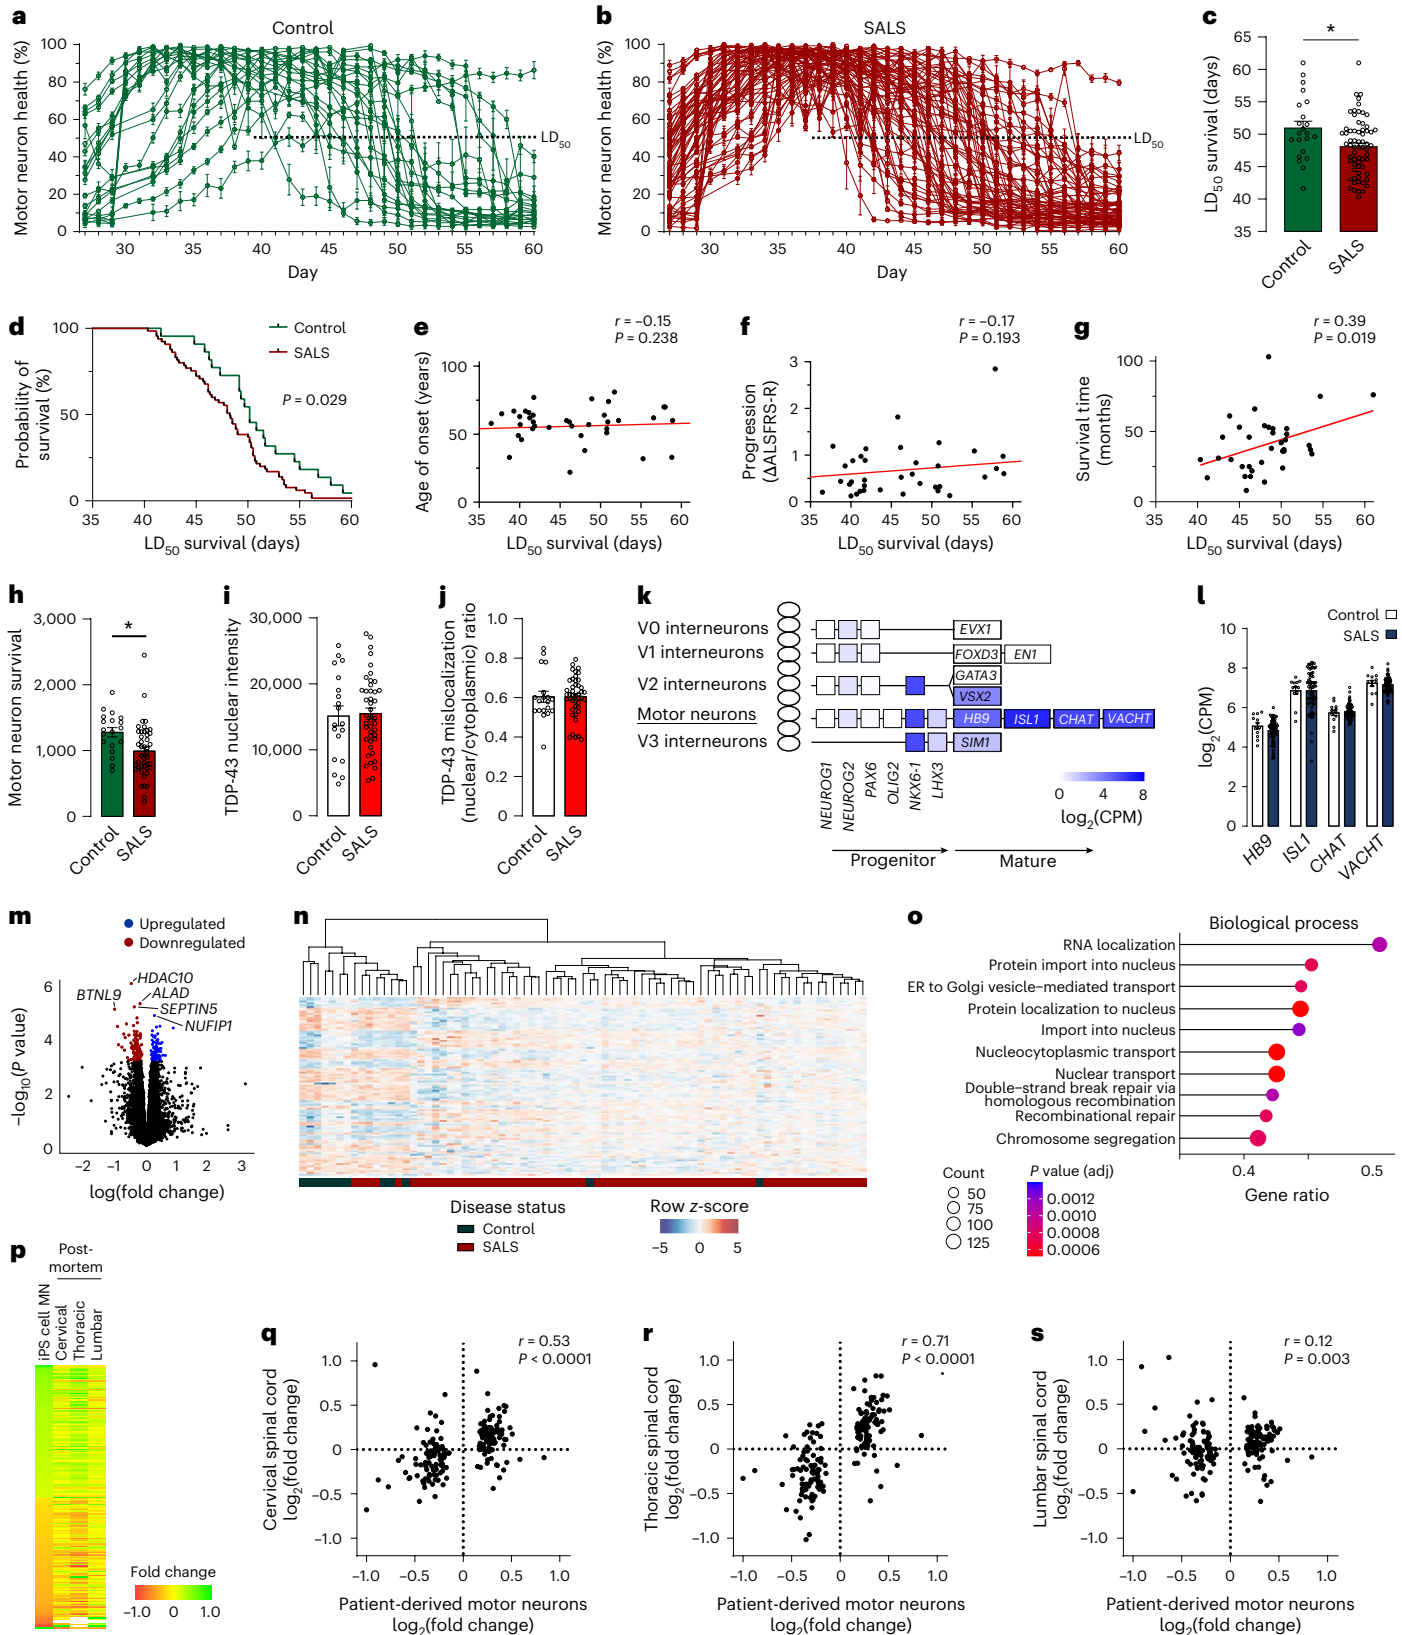 a
Control
Motor neuron health (%)
100
80
60
40
20
0
30
35
40
45
50
55
60
Day
LD50
b
SALS
Motor neuron health (%)
100
80
60
40
20
0
30
35
40
45
50
55
60
Day
LD50
c
*
LD50 survival (days)
65
60
55
50
45
40
35
Control
SALS
d
Control
SALS
P = 0.029
Probability of
survival (%)
100
50
0
35
40
45
50
55
60
LD50 survival (days)
e
r = −0.15
P = 0.238
Age of onset (years)
100
50
0
35
40
45
50
55
60
LD50 survival (days)
f
r = −0.17
P = 0.193
Progression
(ΔALSFRS-R)
3
2
1
0
35
40
45
50
55
60
LD50 survival (days)
g
r = 0.39
P = 0.019
Survival time
(months)
100
50
0
35
40
45
50
55
60
LD50 survival (days)
h
*
Motor neuron survival
3,000
2,000
1,000
0
Control
SALS
i
TDP-43 nuclear intensity
30,000
20,000
10,000
0
Control
SALS
j
TDP-43 mislocalization
(nuclear/cytoplasmic) ratio
1.0
0.8
0.6
0.4
0.2
0
Control
SALS
k
V0 interneurons
EVX1
V1 interneurons
FOXD3 EN1
GATA3
V2 interneurons
VSX2
Motor neurons
HB9 ISL1 CHAT VACHT
V3 interneurons
SIM1
NEUROG1
NEUROG2
PAX6
OLIG2
NKX6-1
LHX3
0 4 8
log2(CPM)
Progenitor
Mature
l
Control
SALS
log2(CPM)
10
8
6
4
2
0
HB9
ISL1
CHAT
VACHT
m
Upregulated
Downregulated
HDAC10
ALAD
BTNL9
SEPTIN5
NUFIP1
−log10(P value)
6
4
2
0
−2 −1 0 1 2 3
log(fold change)
n
Disease status
Control
SALS
Row z-score
−5 0 5
o
Biological process
RNA localization
Protein import into nucleus
ER to Golgi vesicle−mediated transport
Protein localization to nucleus
Import into nucleus
Nucleocytoplasmic transport
Nuclear transport
Double−strand break repair via
homologous recombination
Recombinational repair
Chromosome segregation
0.4 0.5
Gene ratio
Count
50
75
100
125
P value (adj)
0.0012
0.0010
0.0008
0.0006
p
Post-
mortem
iPS cell MN
Cervical
Thoracic
Lumbar
Fold change
−1.0 0 1.0
q
r = 0.53
P < 0.0001
Cervical spinal cord
log2(fold change)
1.0
0.5
0
−0.5
−1.0
−1.0 −0.5 0 0.5 1.0
Patient-derived motor neurons
log2(fold change)
r
r = 0.71
P < 0.0001
Thoracic spinal cord
log2(fold change)
1.0
0.5
0
−0.5
−1.0
−1.0 −0.5 0 0.5 1.0
Patient-derived motor neurons
log2(fold change)
s
r = 0.12
P = 0.003
Lumbar spinal cord
log2(fold change)
1.0
0.5
0
−0.5
−1.0
−1.0 −0.5 0 0.5 1.0
Patient-derived motor neurons
log2(fold change)